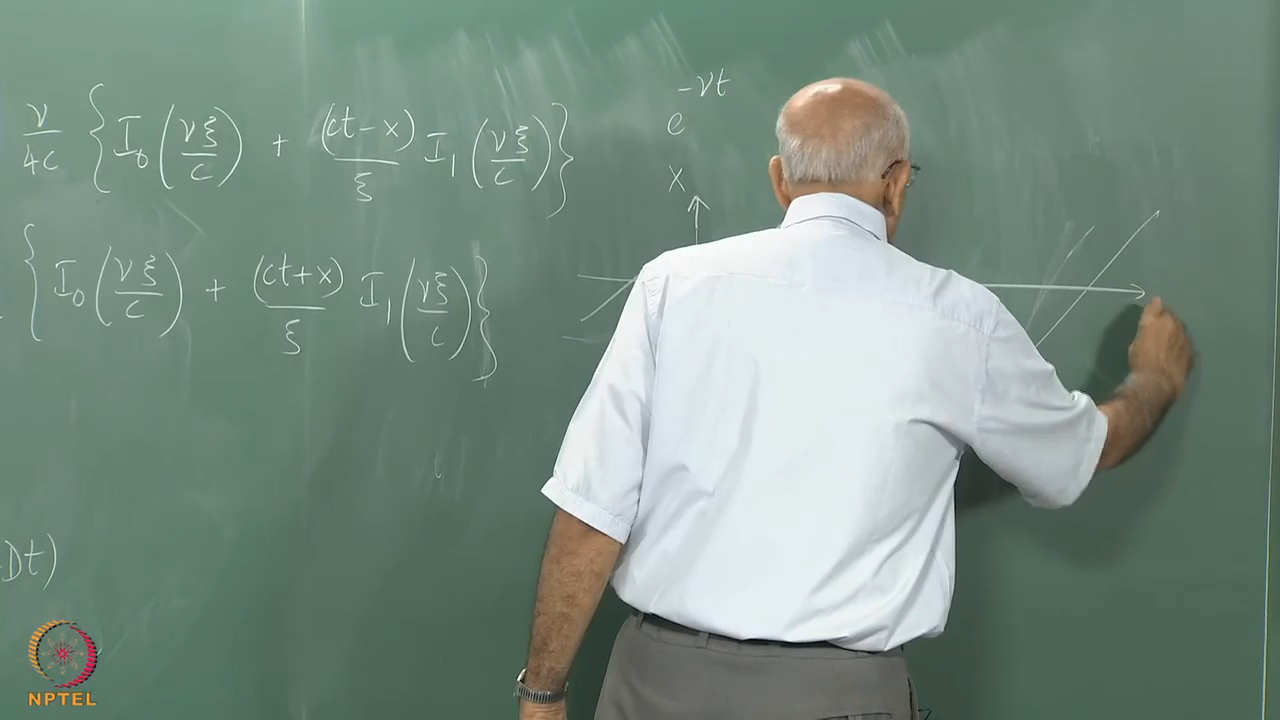 ν/4c { I₀(νξ/c) + (ct-x)/ξ I₁(νξ/c) }
{ I₀(νξ/c) + (ct+x)/ξ I₁(νξ/c) }
e^{-νt}
x
Dt)
NPTEL